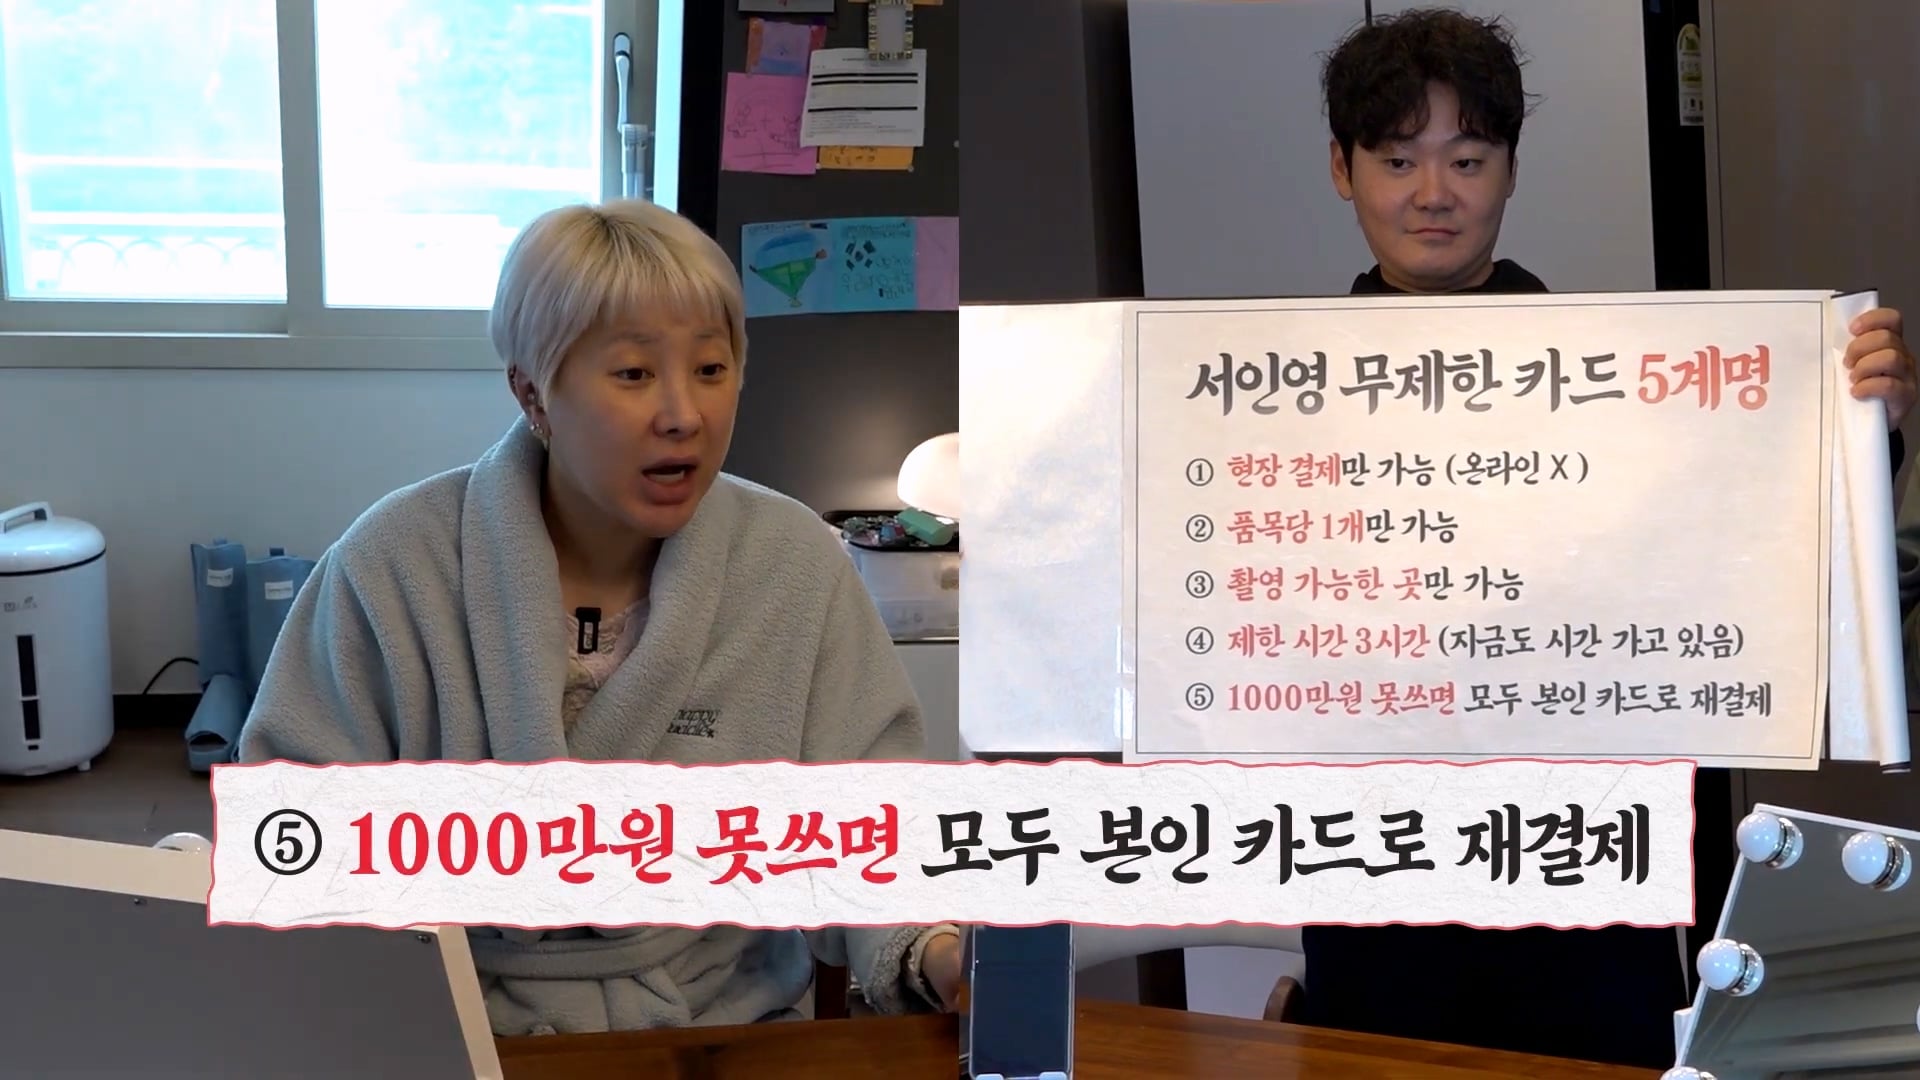 서인영 무제한 카드 5계명
① 현장 결제만 가능 (온라인 X)
② 품목당 1개만 가능
③ 촬영 가능한 곳만 가능
④ 제한 시간 3시간 (지금도 시간 가고 있음)
⑤ 1000만원 못쓰면 모두 본인 카드로 재결제
⑤ 1000만원 못쓰면 모두 본인 카드로 재결제